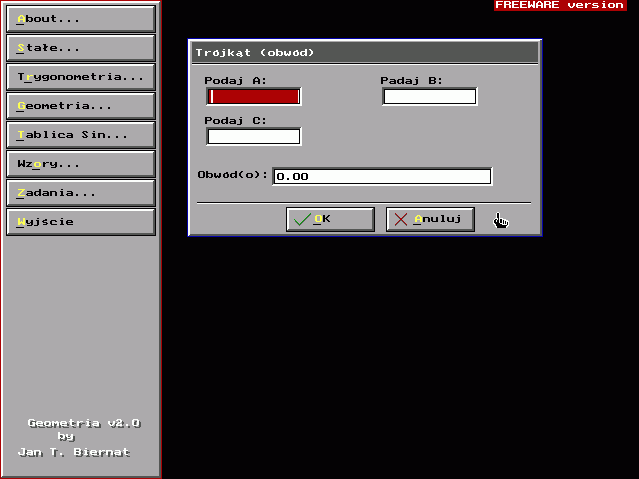 FREEWARE version
About...
Stałe...
Trygonometria...
Geometria...
Tablica Sin...
Wzory...
Zadania...
Wyjście
Trójkąt (obwód)
Podaj A:
Padaj B:
Podaj C:
Obwód(o): 0.00
OK
Anuluj
Geometria v2.0
by
Jan T. Biernat